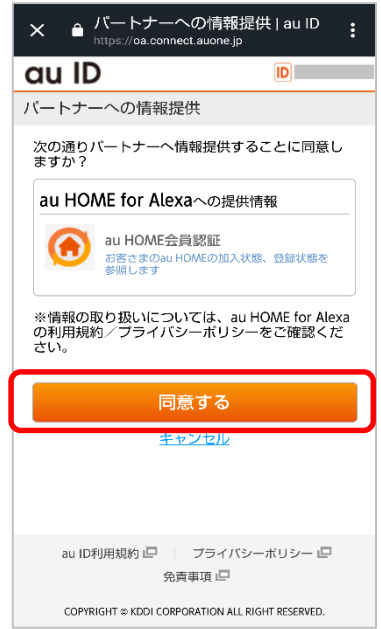 パートナーへの情報提供 | au ID
https://oa.connect.auone.jp
au ID
ID
パートナーへの情報提供
次の通りパートナーへ情報提供することに同意し
ますか？
au HOME for Alexaへの提供情報
au HOME会員認証
お客さまのau HOMEの加入状態、登録状態を
参照します
※情報の取り扱いについては、au HOME for Alexa
の利用規約／プライバシーポリシーをご確認くだ
さい。
同意する
キャンセル
au ID利用規約
プライバシーポリシー
免責事項
COPYRIGHT © KDDI CORPORATION ALL RIGHT RESERVED.